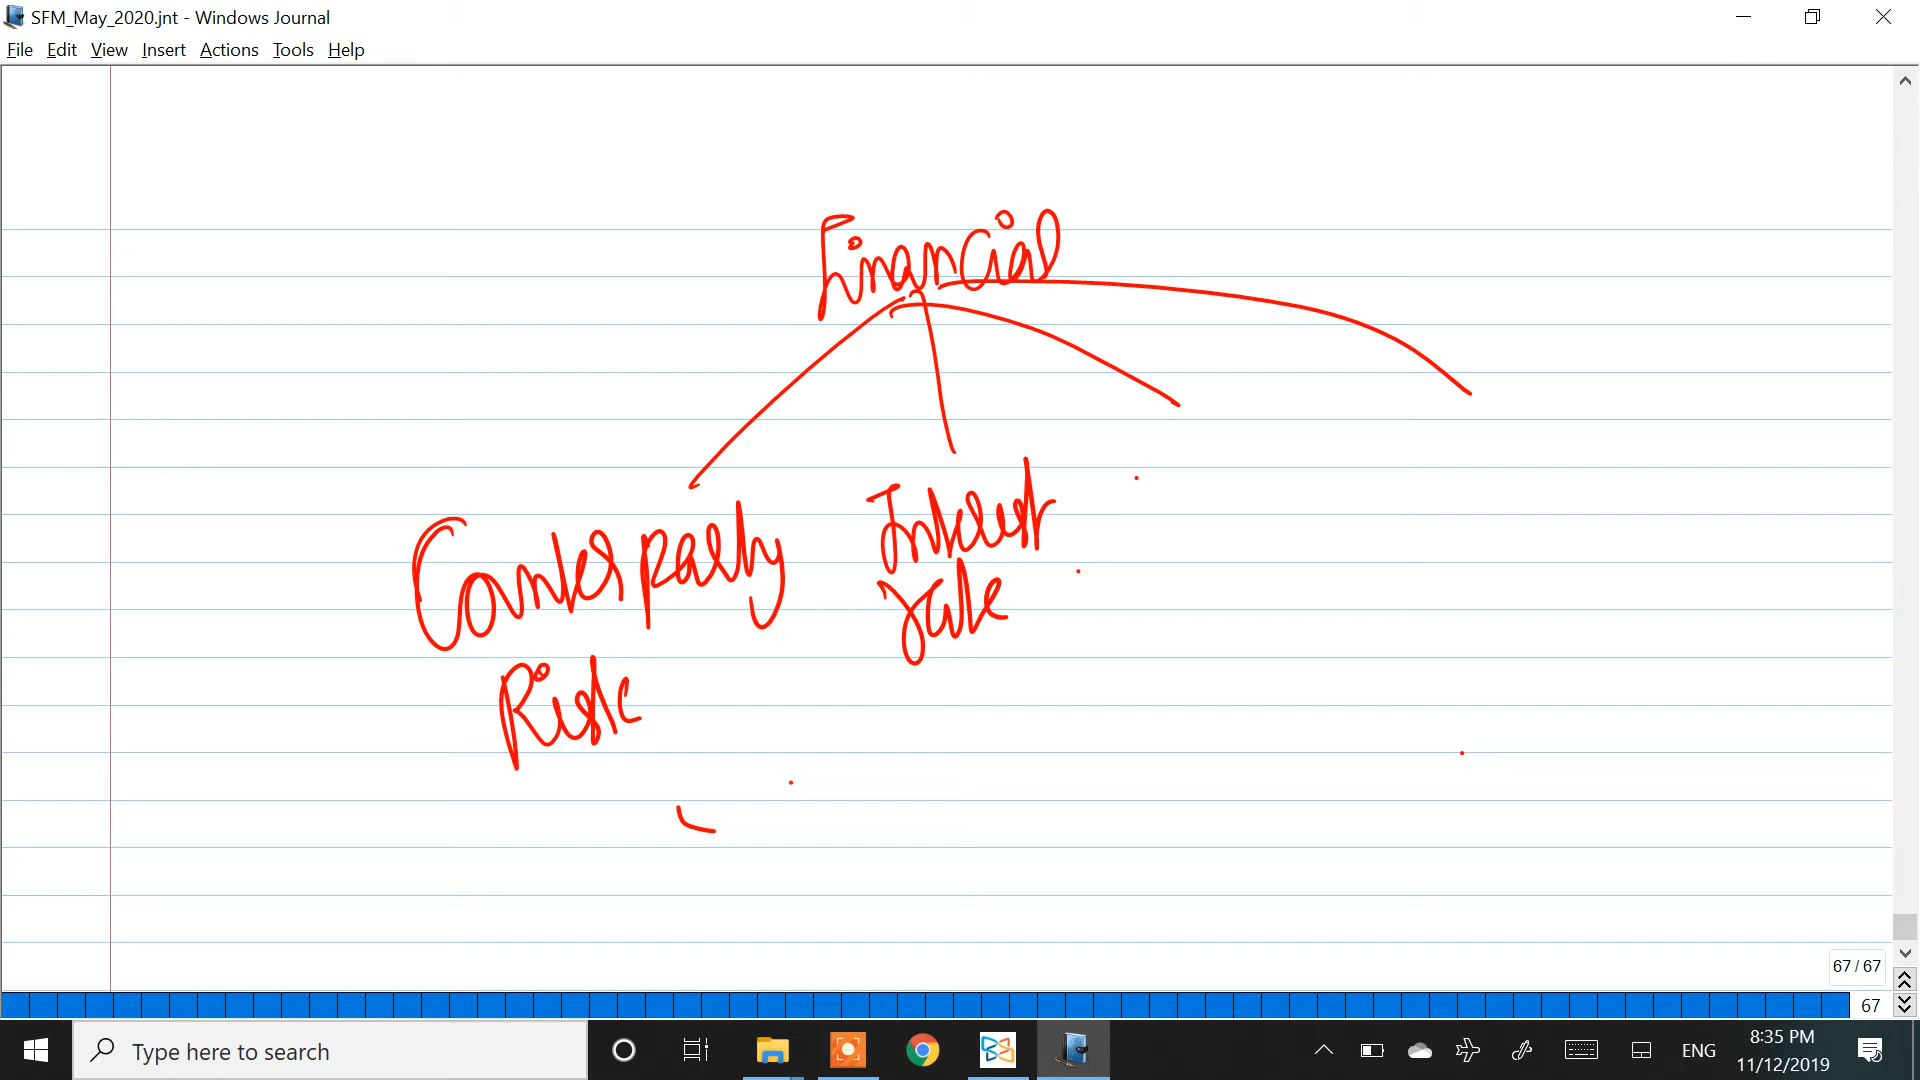 SFM_May_2020.jnt - Windows Journal
File Edit View Insert Actions Tools Help
Financial
Counterparty
Risk
Interest
rate
67 / 67
67
Type here to search
ENG
8:35 PM
11/12/2019